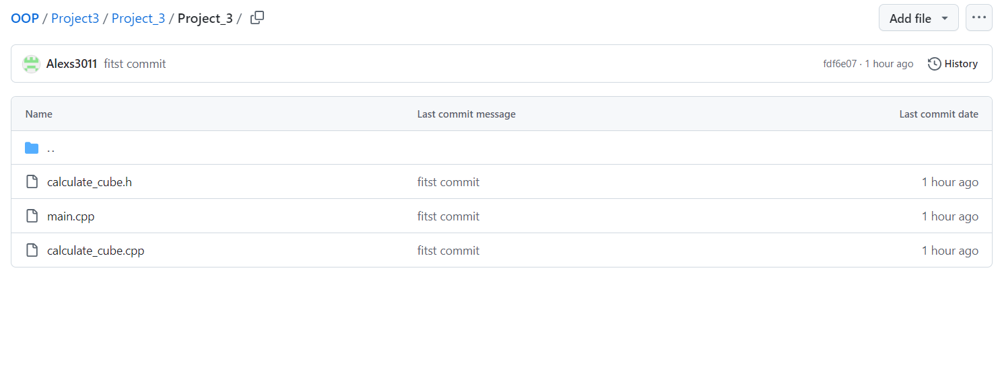 OOP / Project3 / Project_3 / Project_3 /
Add file
Alexs3011 fitst commit
fdf6e07 · 1 hour ago
History
Name Last commit message Last commit date
..
calculate_cube.h fitst commit 1 hour ago
main.cpp fitst commit 1 hour ago
calculate_cube.cpp fitst commit 1 hour ago